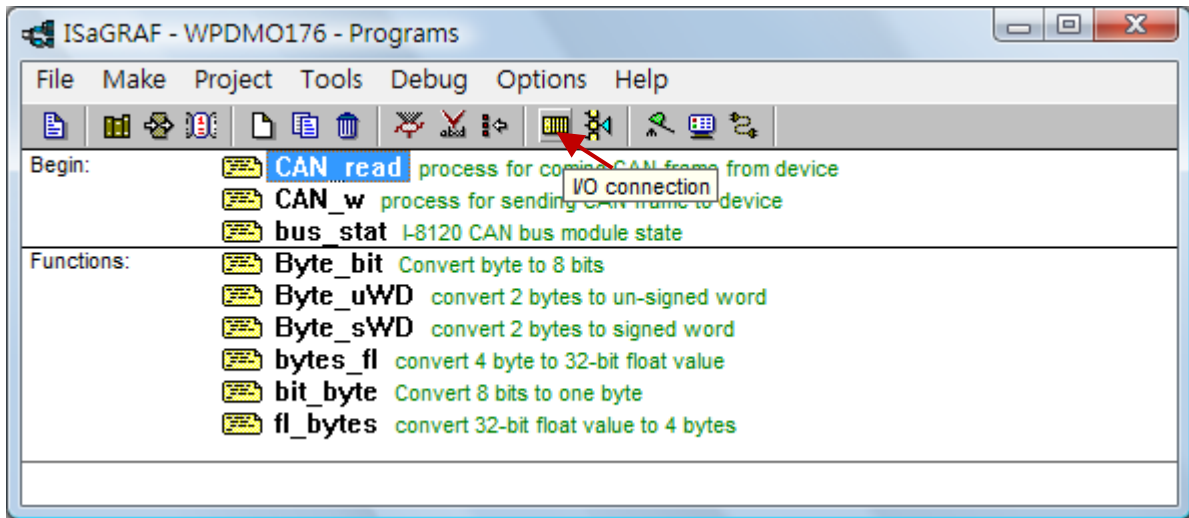 ISaGRAF - WPDMO176 - Programs
File Make Project Tools Debug Options Help
Begin: CAN_read process for coming CAN frame from device
I/O connection
CAN_w process for sending CAN frame to device
bus_stat I-8120 CAN bus module state
Functions: Byte_bit Convert byte to 8 bits
Byte_uWD convert 2 bytes to un-signed word
Byte_sWD convert 2 bytes to signed word
bytes_fl convert 4 byte to 32-bit float value
bit_byte Convert 8 bits to one byte
fl_bytes convert 32-bit float value to 4 bytes